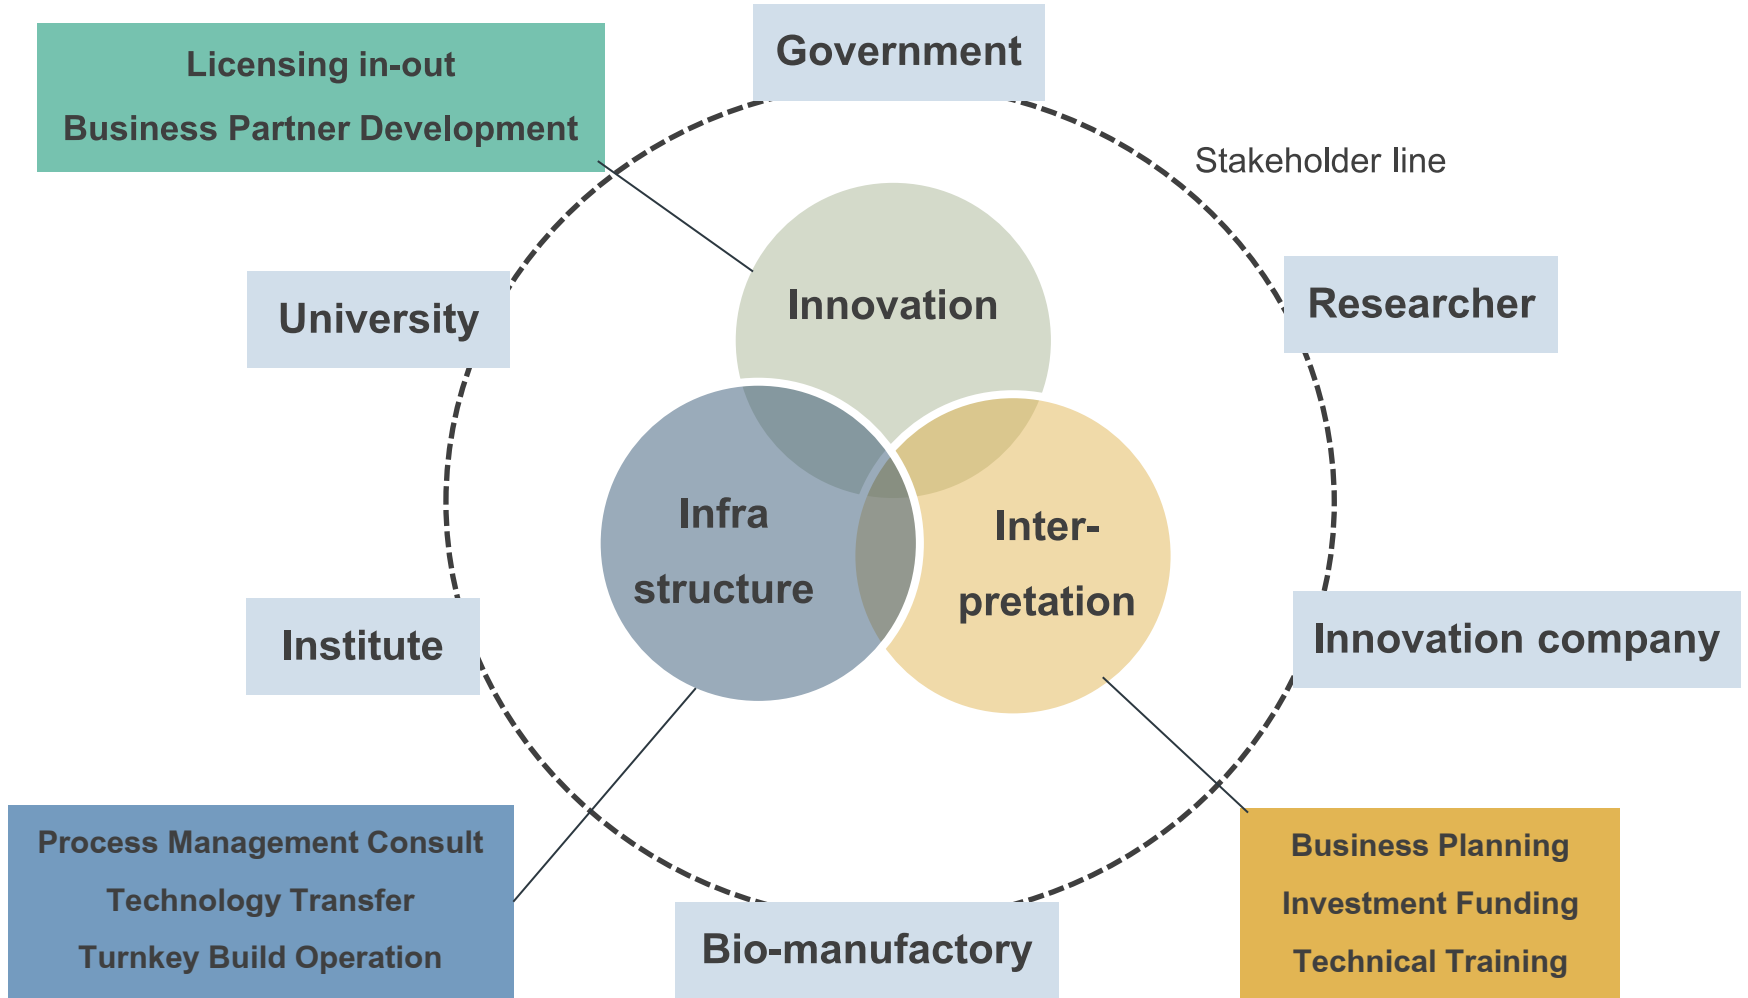 Government
Licensing in-out
Business Partner Development
Stakeholder line
University
Innovation
Researcher
Infra
structure
Inter-
pretation
Institute
Innovation company
Process Management Consult
Technology Transfer
Turnkey Build Operation
Bio-manufactory
Business Planning
Investment Funding
Technical Training